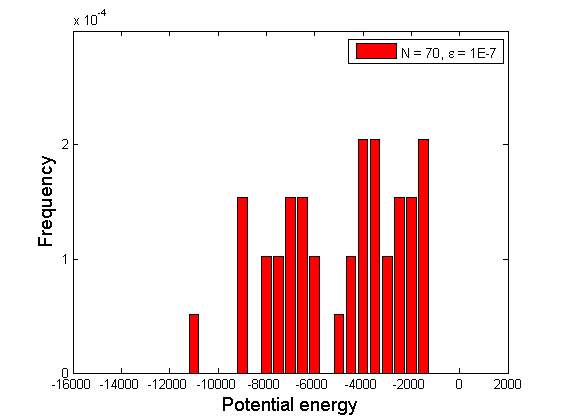 x 10⁻⁴
N = 70, ε = 1E-7
2
1
0
Frequency
-16000 -14000 -12000 -10000 -8000 -6000 -4000 -2000 0 2000
Potential energy